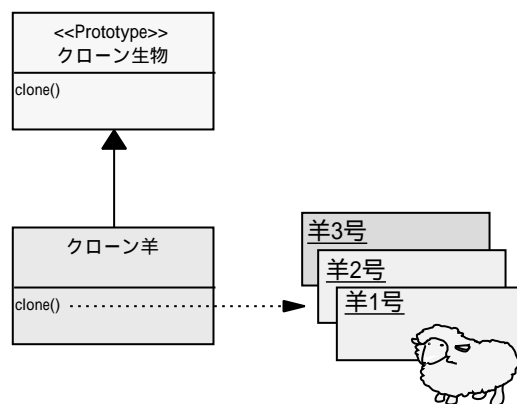 <<Prototype>>
クローン生物
clone()
クローン羊
clone()
羊3号
羊2号
羊1号